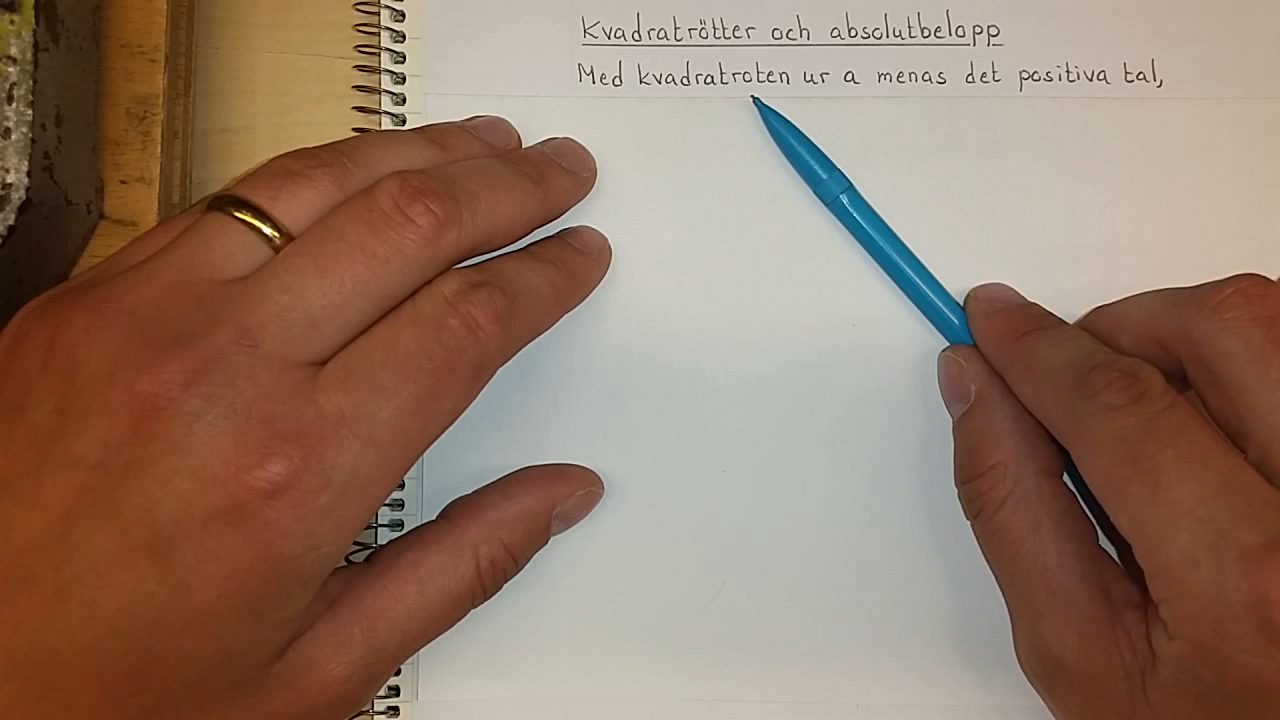 Kvadratrötter och absolutbelopp
Med kvadratroten ur a menas det positiva tal,